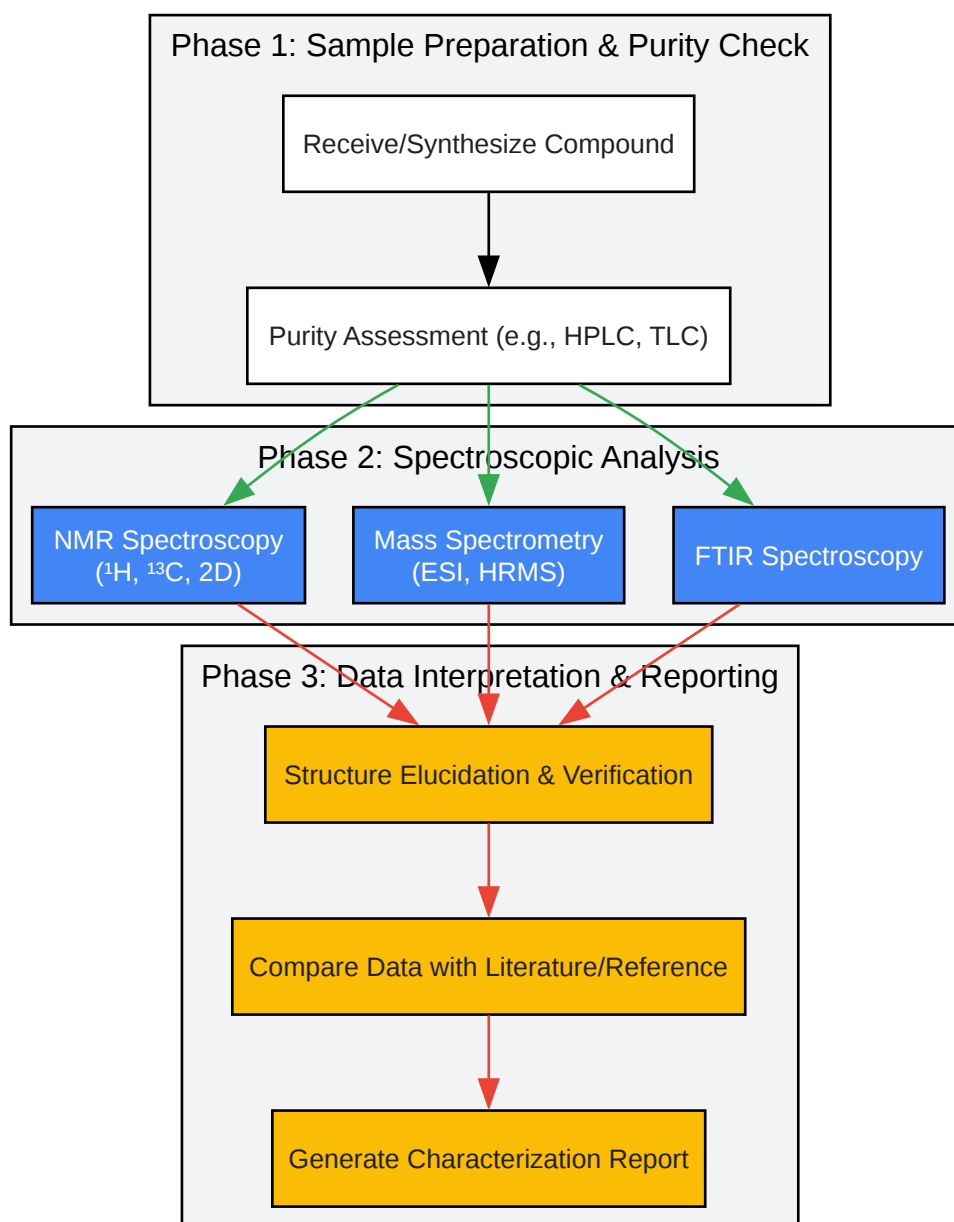 Phase 1: Sample Preparation & Purity Check
Receive/Synthesize Compound
Purity Assessment (e.g., HPLC, TLC)
Phase 2: Spectroscopic Analysis
NMR Spectroscopy
(¹H, ¹³C, 2D)
Mass Spectrometry
(ESI, HRMS)
FTIR Spectroscopy
Phase 3: Data Interpretation & Reporting
Structure Elucidation & Verification
Compare Data with Literature/Reference
Generate Characterization Report